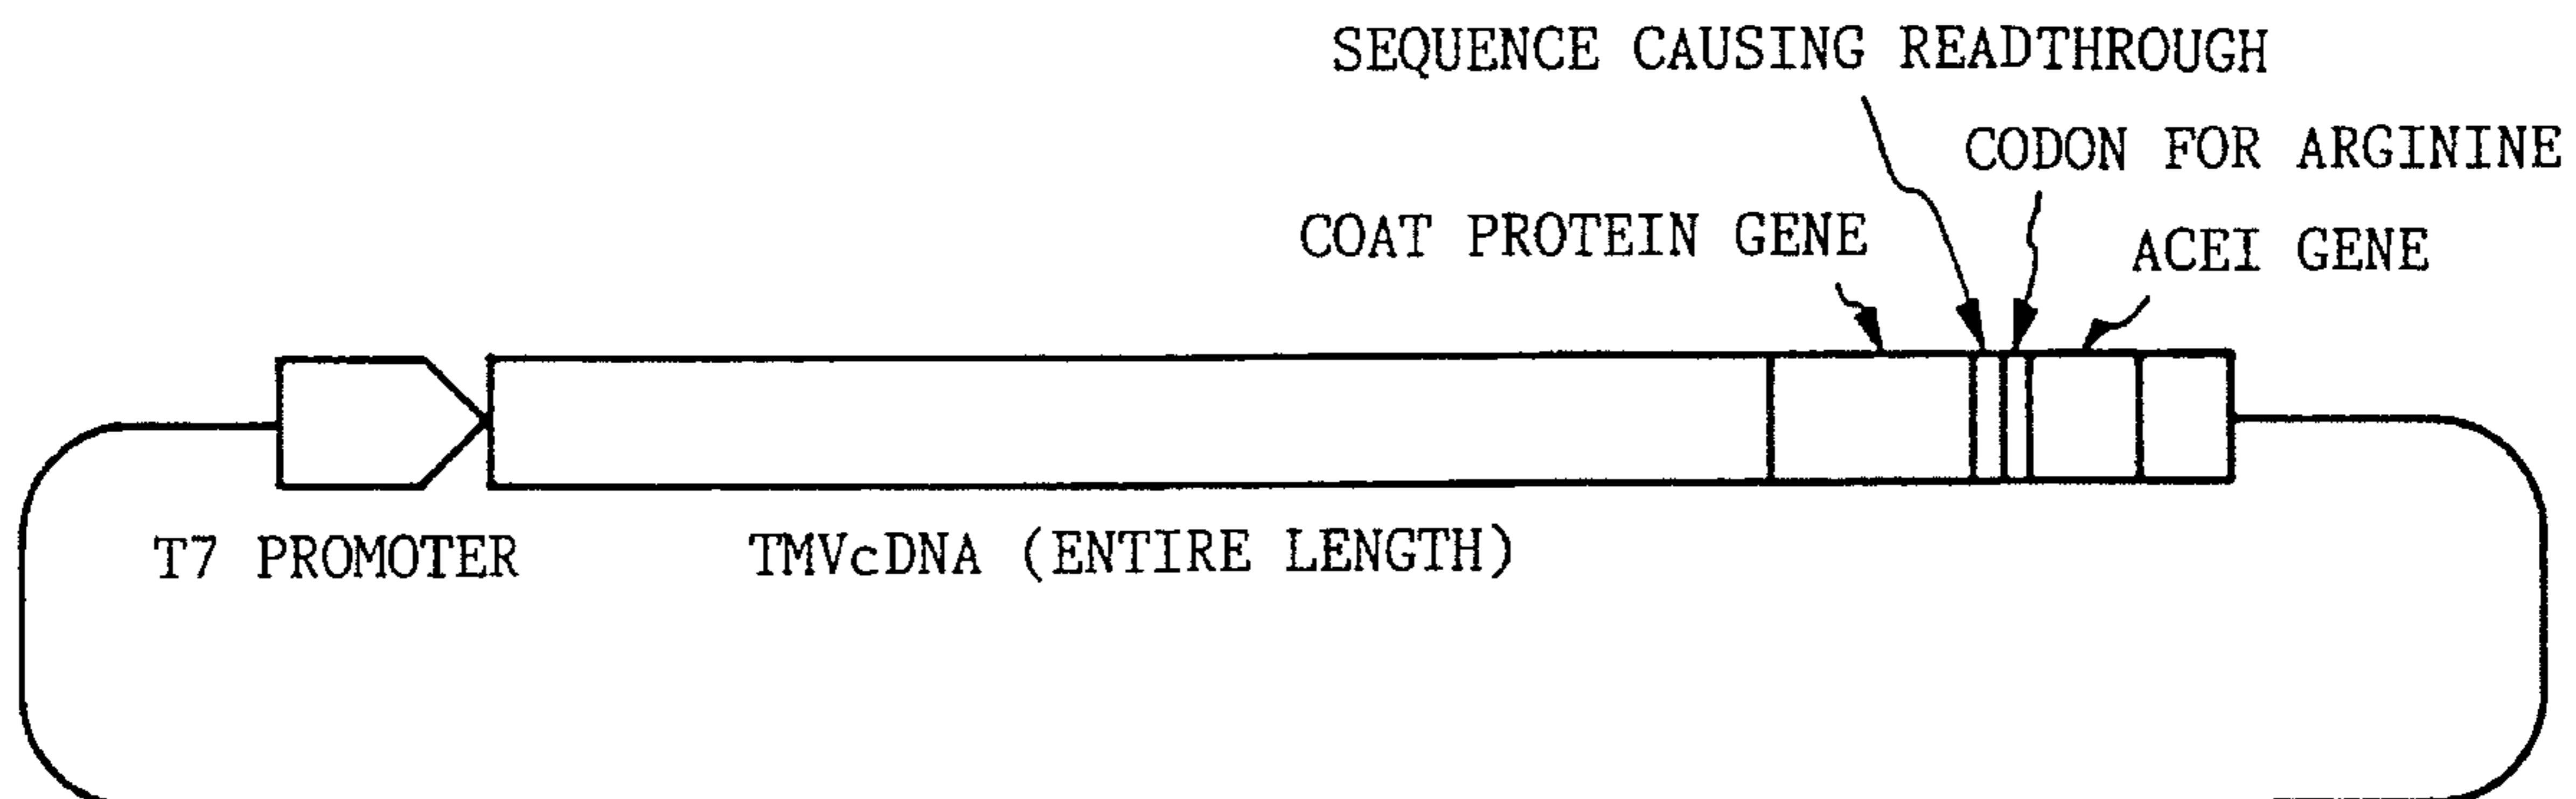 SEQUENCE CAUSING READTHROUGH
CODON FOR ARGININE
COAT PROTEIN GENE
ACEI GENE
T7 PROMOTER
TMVcDNA (ENTIRE LENGTH)